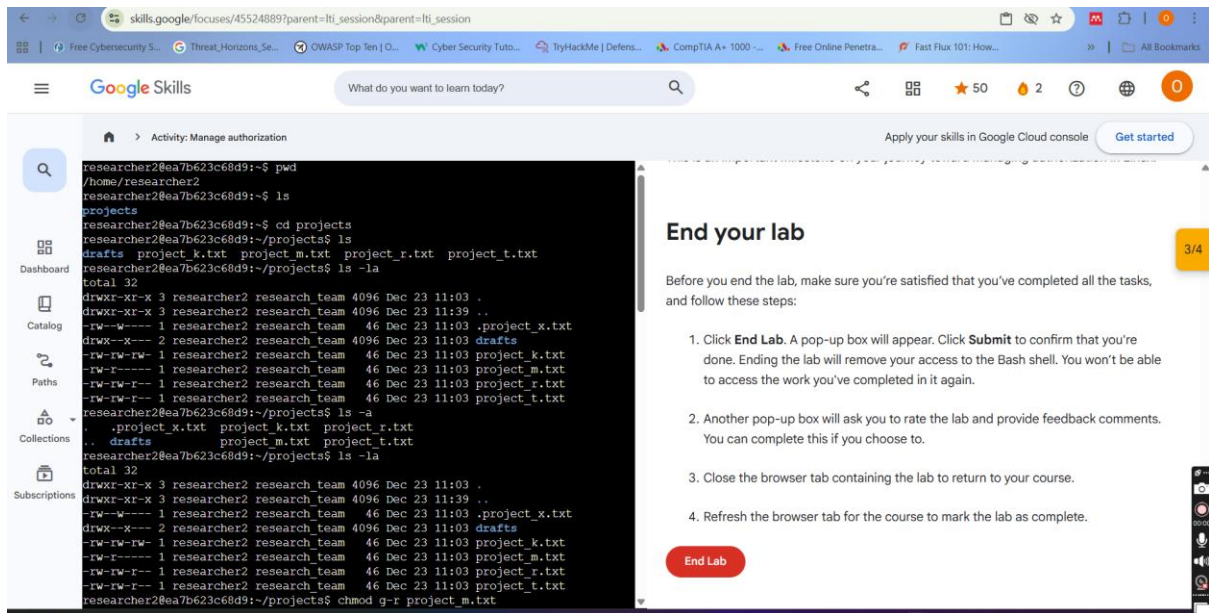 skills.google/focuses/45524889?parent=lti_session&parent=lti_session
Free Cybersecurity S... Threat_Horizons_Se... OWASP Top Ten | O... Cyber Security Tuto... TryHackMe | Defens... CompTIA A+ 1000 -... Free Online Penetra... Fast Flux 101: How... » All Bookmarks
Google Skills What do you want to learn today? 50 2 O
> Activity: Manage authorization Apply your skills in Google Cloud console Get started
Dashboard
Catalog
Paths
Collections
Subscriptions
researcher2@ea7b623c68d9:~$ pwd
/home/researcher2
researcher2@ea7b623c68d9:~$ ls
projects
researcher2@ea7b623c68d9:~$ cd projects
researcher2@ea7b623c68d9:~/projects$ ls
drafts project_k.txt project_m.txt project_r.txt project_t.txt
researcher2@ea7b623c68d9:~/projects$ ls -la
total 32
drwxr-xr-x 3 researcher2 research_team 4096 Dec 23 11:03 .
drwxr-xr-x 3 researcher2 research_team 4096 Dec 23 11:39 ..
-rw--w---- 1 researcher2 research_team 46 Dec 23 11:03 .project_x.txt
drwx--x--- 2 researcher2 research_team 4096 Dec 23 11:03 drafts
-rw-rw-rw- 1 researcher2 research_team 46 Dec 23 11:03 project_k.txt
-rw-r----- 1 researcher2 research_team 46 Dec 23 11:03 project_m.txt
-rw-rw-r-- 1 researcher2 research_team 46 Dec 23 11:03 project_r.txt
-rw-rw-r-- 1 researcher2 research_team 46 Dec 23 11:03 project_t.txt
researcher2@ea7b623c68d9:~/projects$ ls -a
. .project_x.txt project_k.txt project_r.txt
.. drafts project_m.txt project_t.txt
researcher2@ea7b623c68d9:~/projects$ ls -la
total 32
drwxr-xr-x 3 researcher2 research_team 4096 Dec 23 11:03 .
drwxr-xr-x 3 researcher2 research_team 4096 Dec 23 11:39 ..
-rw--w---- 1 researcher2 research_team 46 Dec 23 11:03 .project_x.txt
drwx--x--- 2 researcher2 research_team 4096 Dec 23 11:03 drafts
-rw-rw-rw- 1 researcher2 research_team 46 Dec 23 11:03 project_k.txt
-rw-r----- 1 researcher2 research_team 46 Dec 23 11:03 project_m.txt
-rw-rw-r-- 1 researcher2 research_team 46 Dec 23 11:03 project_r.txt
-rw-rw-r-- 1 researcher2 research_team 46 Dec 23 11:03 project_t.txt
researcher2@ea7b623c68d9:~/projects$ chmod g-r project_m.txt
End your lab
3/4
Before you end the lab, make sure you're satisfied that you've completed all the tasks,
and follow these steps:
1. Click End Lab. A pop-up box will appear. Click Submit to confirm that you're
done. Ending the lab will remove your access to the Bash shell. You won't be able
to access the work you've completed in it again.
2. Another pop-up box will ask you to rate the lab and provide feedback comments.
You can complete this if you choose to.
3. Close the browser tab containing the lab to return to your course.
4. Refresh the browser tab for the course to mark the lab as complete.
End Lab